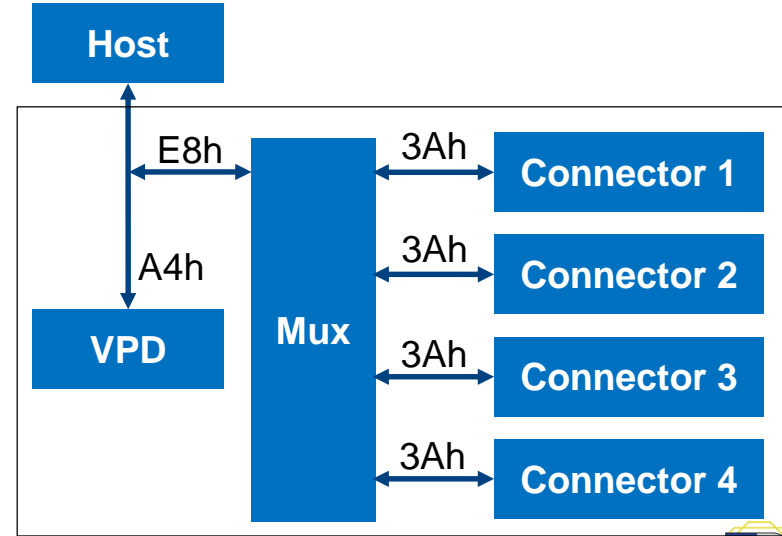 Host
E8h
3Ah
Connector 1
A4h
3Ah
Connector 2
VPD
Mux
3Ah
Connector 3
3Ah
Connector 4